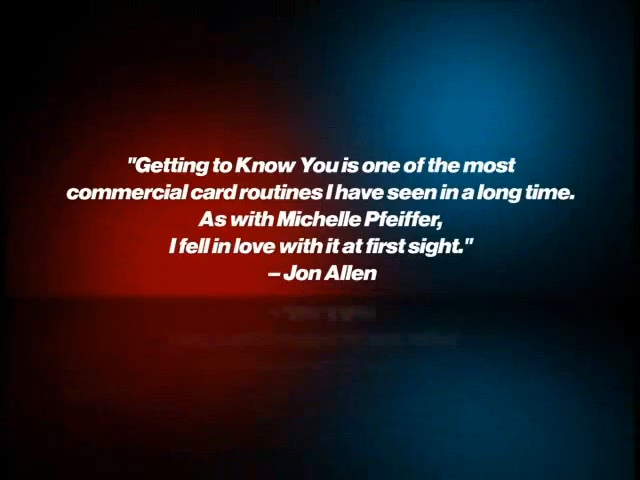 "Getting to Know You is one of the most
commercial card routines I have seen in a long time.
As with Michelle Pfeiffer,
I fell in love with it at first sight."
– Jon Allen